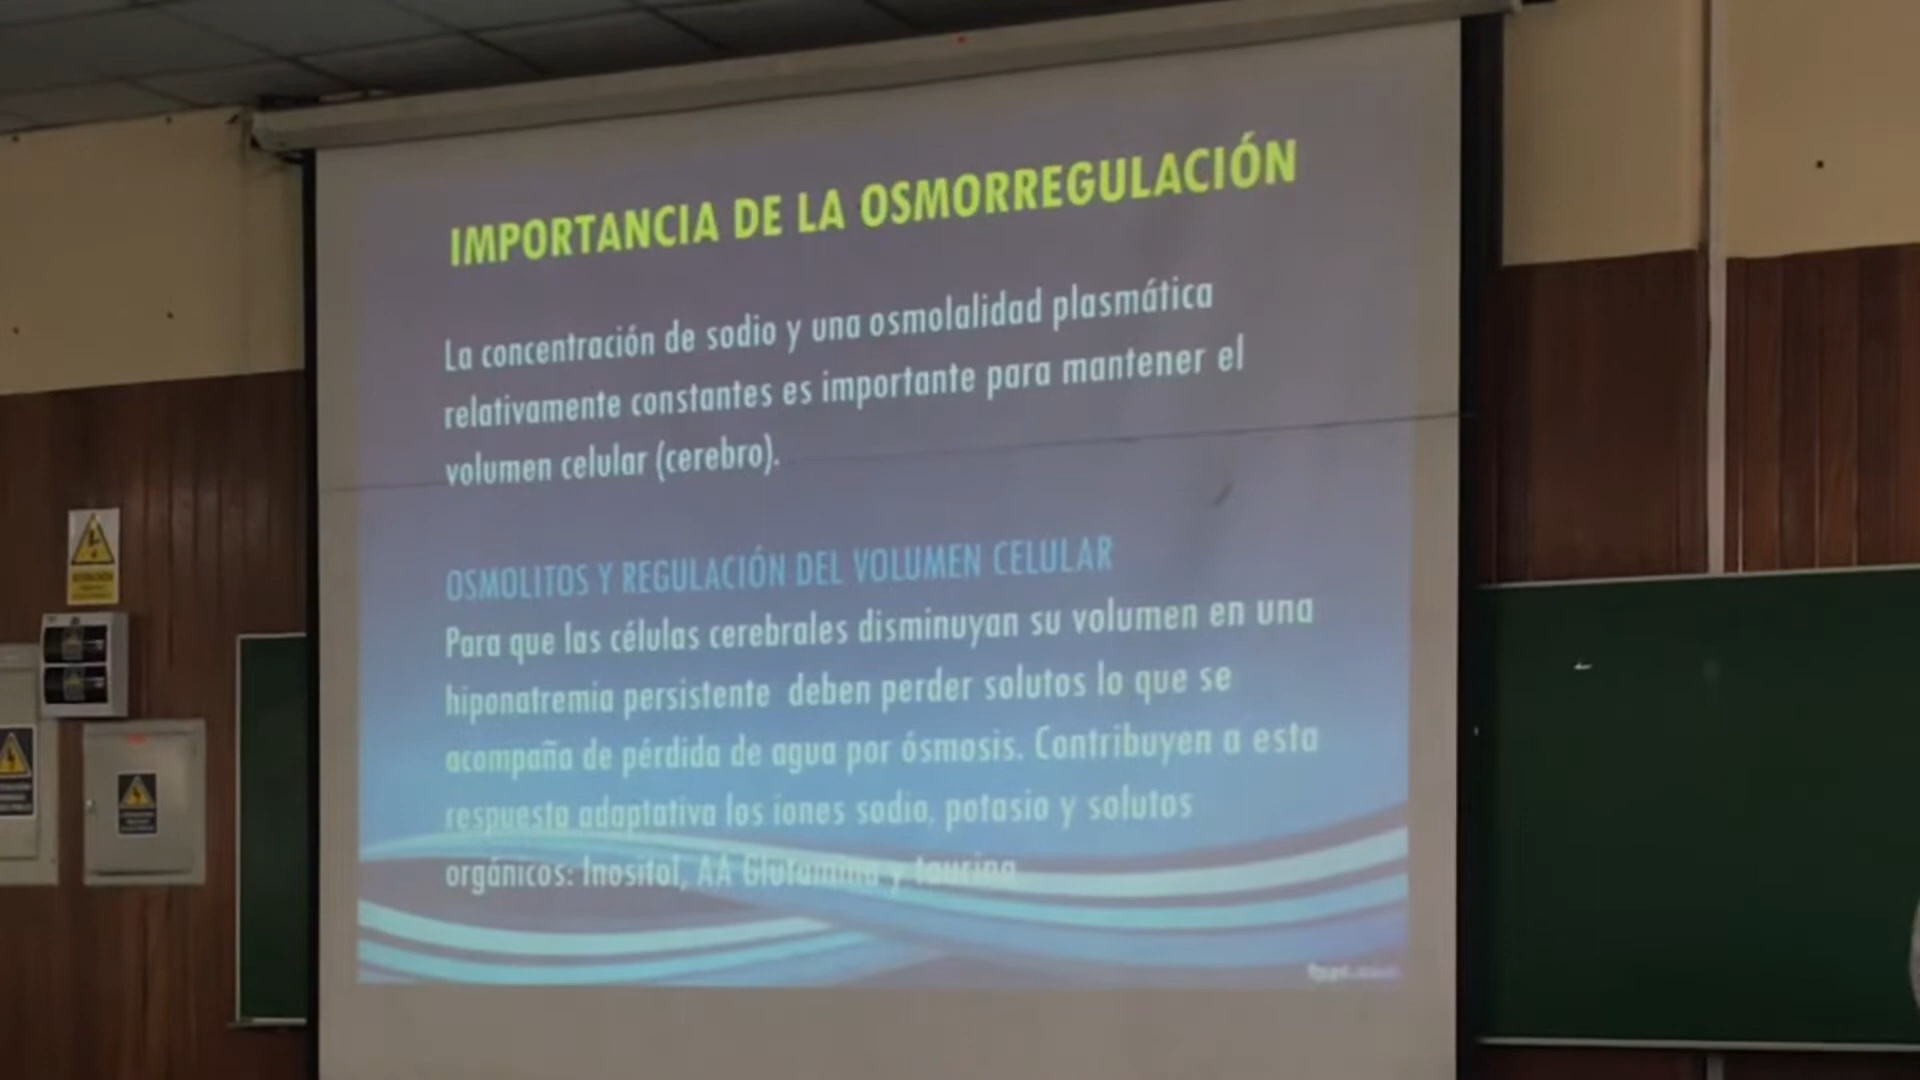 IMPORTANCIA DE LA OSMORREGULACIÓN
La concentración de sodio y una osmolalidad plasmática
relativamente constantes es importante para mantener el
volumen celular (cerebro).
OSMOLITOS Y REGULACIÓN DEL VOLUMEN CELULAR
Para que las células cerebrales disminuyan su volumen en una
hiponatremia persistente deben perder solutos lo que se
acompaña de pérdida de agua por ósmosis. Contribuyen a esta
respuesta adaptativa los iones sodio, potasio y solutos
orgánicos: Inositol, AA Glutamina y taurina